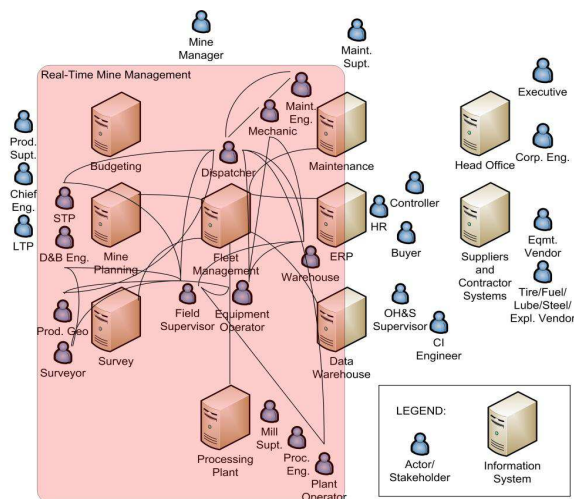 Mine
Manager
Maint.
Supt.
Real-Time Mine Management
Executive
Maint.
Eng.
Mechanic
Prod.
Supt.
Budgeting
Dispatcher
Maintenance
Head Office
Corp. Eng.
Chief
Eng.
STP
Controller
HR
LTP
D&B Eng.
Mine
Planning
Fleet
Management
Warehouse
ERP
Buyer
Suppliers
and
Contractor
Systems
Eqmt.
Vendor
Prod. Geo
Field
Supervisor
Equipment
Operator
OH&S
Supervisor
Tire/Fuel/
Lube/Steel/
Expl. Vendor
Surveyor
Survey
Data
Warehouse
CI
Engineer
Processing
Plant
Mill
Supt.
Proc.
Eng.
Plant
Operator
LEGEND:
Actor/
Stakeholder
Information
System